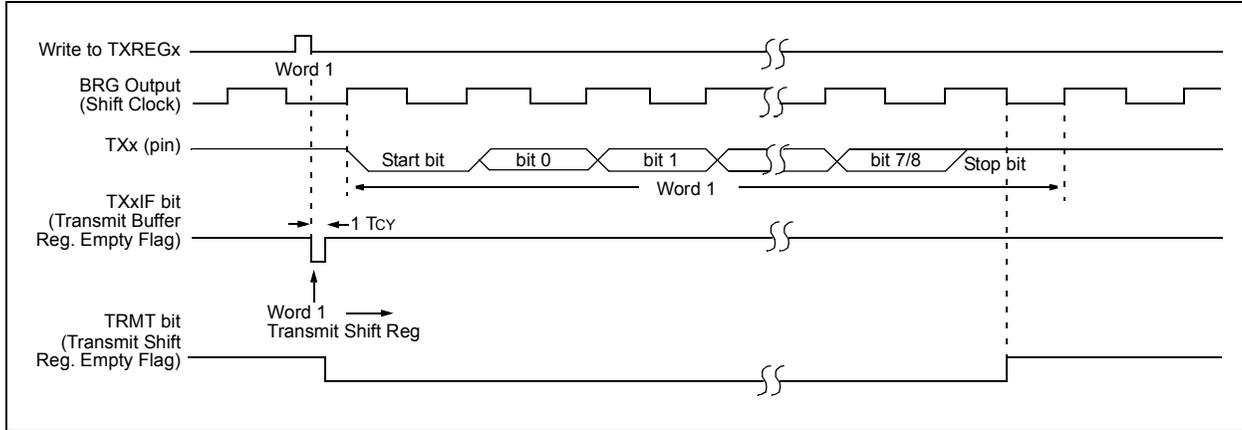 Write to TXREGx
Word 1
BRG Output
(Shift Clock)
TXx (pin)
Start bit
bit 0
bit 1
bit 7/8
Stop bit
Word 1
TXxIF bit
(Transmit Buffer
Reg. Empty Flag)
1 TCY
Word 1
Transmit Shift Reg
TRMT bit
(Transmit Shift
Reg. Empty Flag)